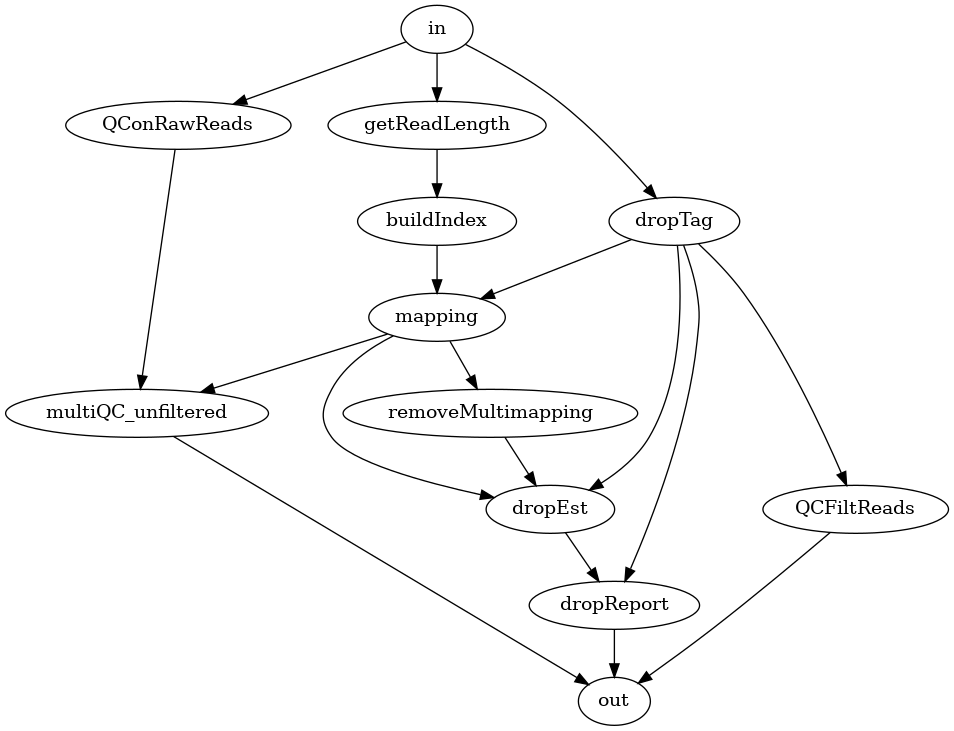 in
QConRawReads
getReadLength
buildIndex
dropTag
mapping
multiQC_unfiltered
removeMultimapping
dropEst
QCFiltReads
dropReport
out